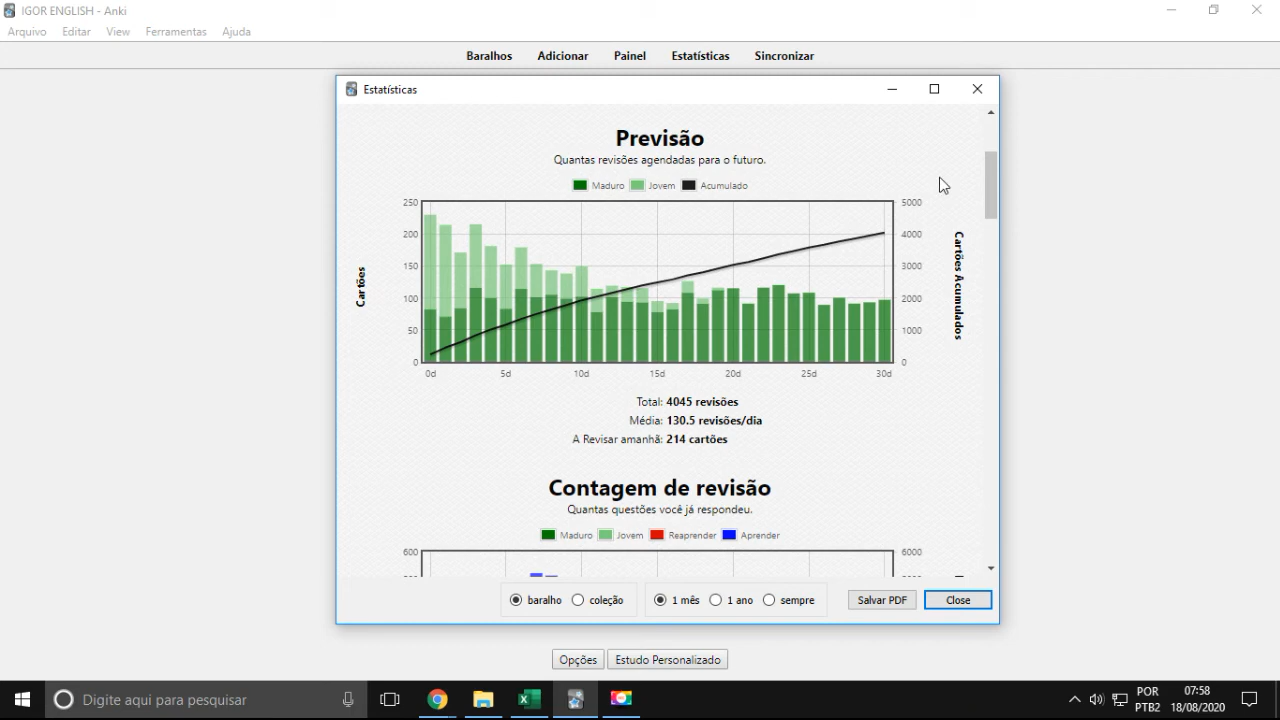 IGOR ENGLISH - Anki
Arquivo Editar View Ferramentas Ajuda
Baralhos Adicionar Painel Estatísticas Sincronizar
Estatísticas
Previsão
Quantas revisões agendadas para o futuro.
Maduro Jovem Acumulado
250 5000
200 4000
150 3000
100 2000
50 1000
0 0
Cartões
Cartões Acumulados
0d 5d 10d 15d 20d 25d 30d
Total: 4045 revisões
Média: 130.5 revisões/dia
A Revisar amanhã: 214 cartões
Contagem de revisão
Quantas questões você já respondeu.
Maduro Jovem Reaprender Aprender
600 6000
baralho coleção 1 mês 1 ano sempre Salvar PDF Close
Opções Estudo Personalizado
Digite aqui para pesquisar
POR 07:58
PTB2 18/08/2020